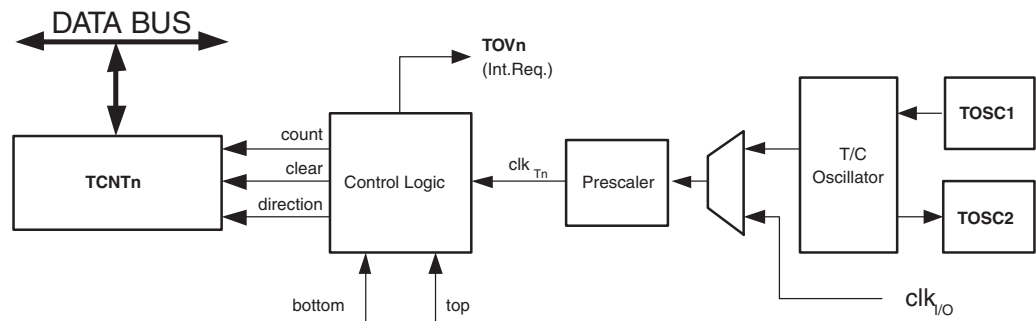 DATA BUS
TOVn
(Int.Req.)
TOSC1
count
TCNTn
clear
Control Logic
clk Tn
Prescaler
T/C
Oscillator
direction
TOSC2
bottom
top
clk I/O